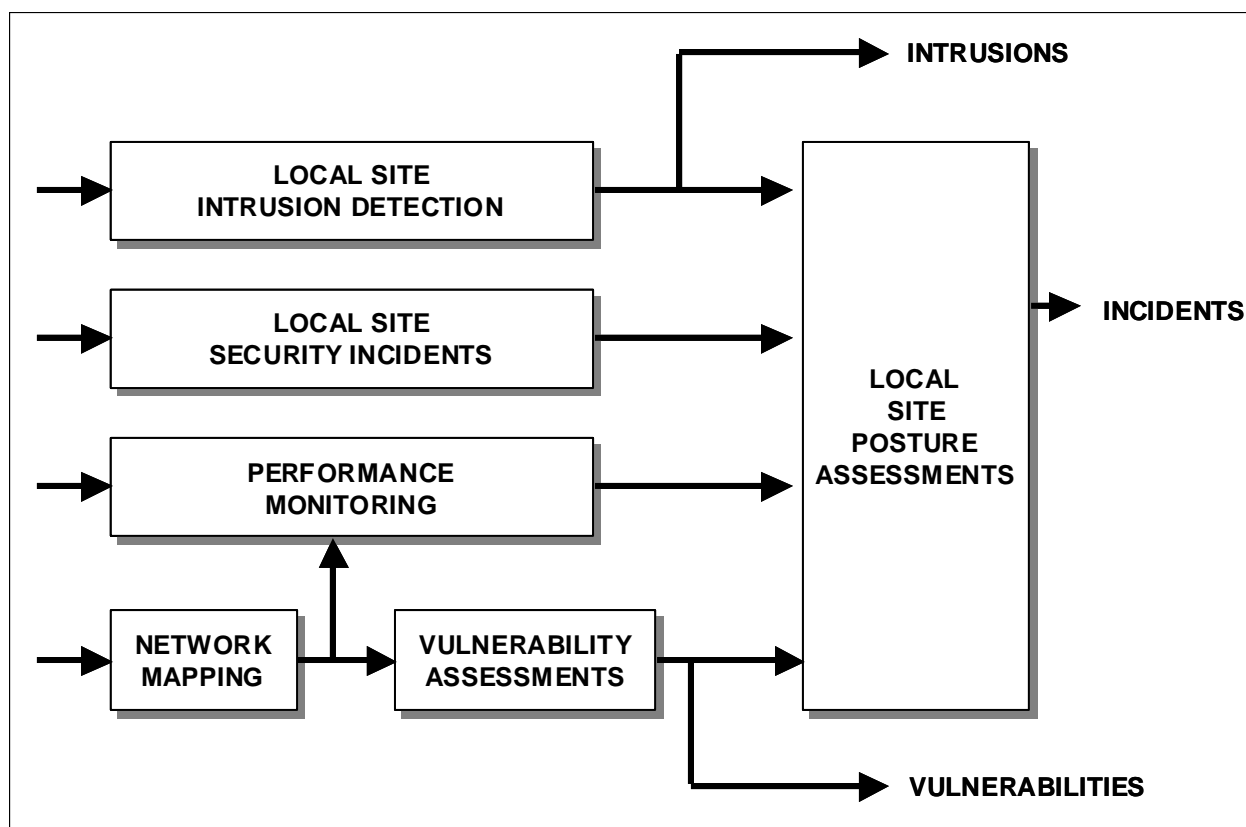 INTRUSIONS
LOCAL SITE
INTRUSION DETECTION
LOCAL SITE
SECURITY INCIDENTS
PERFORMANCE
MONITORING
NETWORK
MAPPING
VULNERABILITY
ASSESSMENTS
LOCAL
SITE
POSTURE
ASSESSMENTS
INCIDENTS
VULNERABILITIES